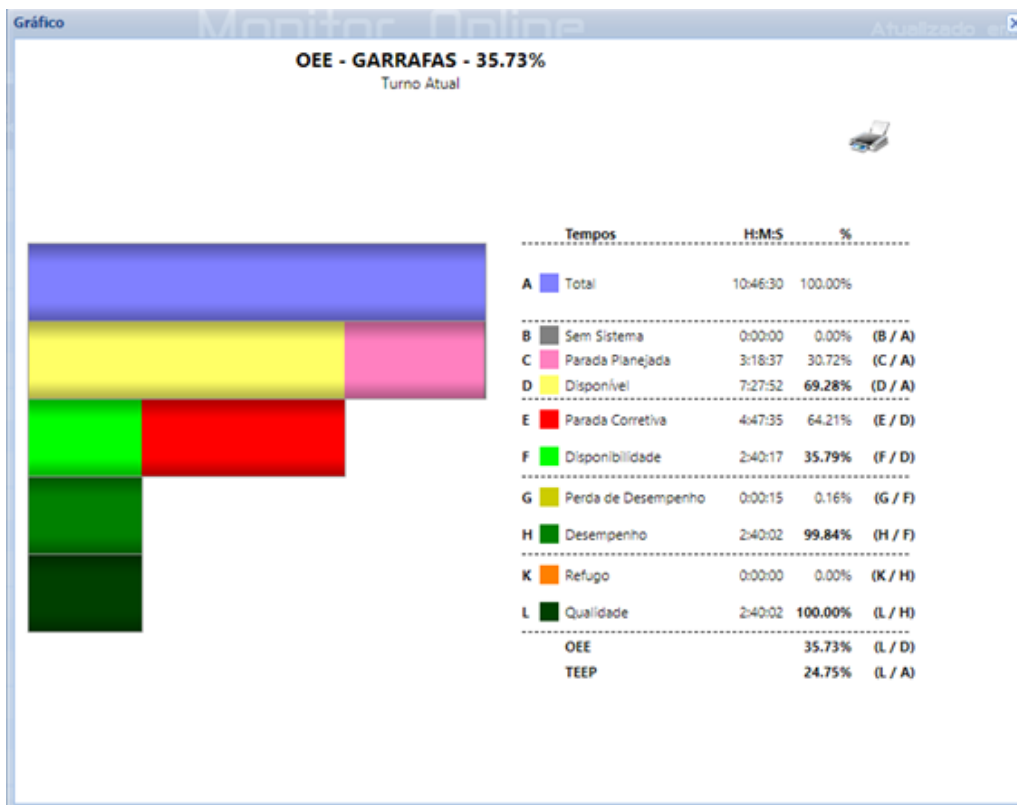 Gráfico
Monitor Online
Atualizado em
OEE - GARRAFAS - 35.73%
Turno Atual
Tempos H:M:S %
A Total 10:46:30 100.00%
B Sem Sistema 0:00:00 0.00% (B / A)
C Parada Planejada 3:18:37 30.72% (C / A)
D Disponível 7:27:52 69.28% (D / A)
E Parada Corretiva 4:47:35 64.21% (E / D)
F Disponibilidade 2:40:17 35.79% (F / D)
G Perda de Desempenho 0:00:15 0.16% (G / F)
H Desempenho 2:40:02 99.84% (H / F)
K Refugo 0:00:00 0.00% (K / H)
L Qualidade 2:40:02 100.00% (L / H)
OEE 35.73% (L / D)
TEEP 24.75% (L / A)